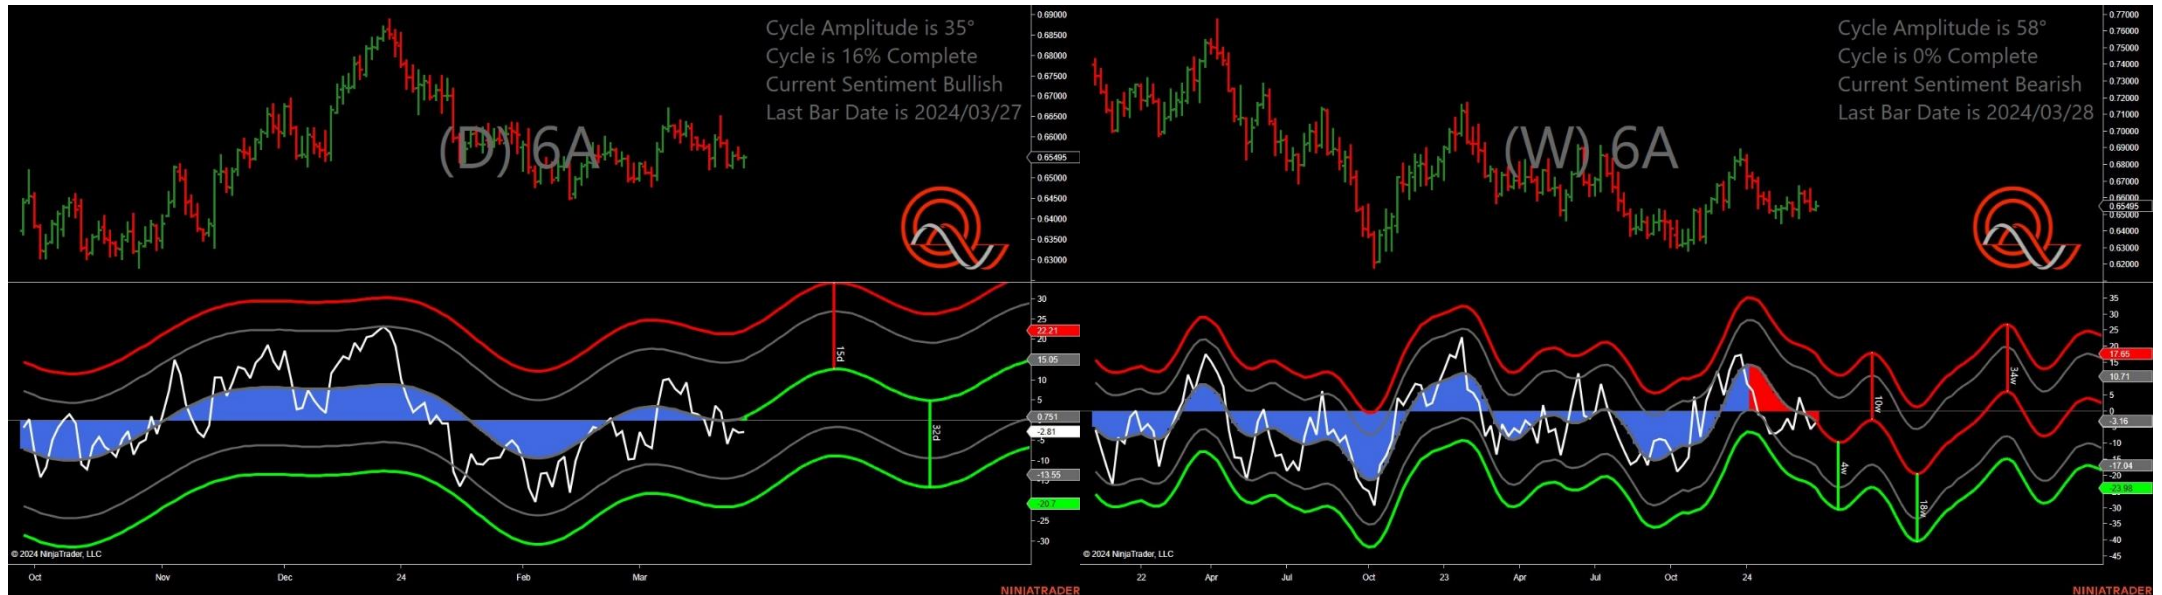 Cycle Amplitude is 35°
Cycle is 16% Complete
Current Sentiment Bullish
Last Bar Date is 2024/03/27
(D) 6A
0.69000
0.68500
0.68000
0.67500
0.67000
0.66500
0.66000
0.65495
0.65000
0.64500
0.64000
0.63500
0.63000
30
22.21
15.05
10
5
0.751
-2.81
-5
-10
-13.55
-20.7
-25
-30
15d
32d
© 2024 NinjaTrader, LLC
Oct
Nov
Dec
24
Feb
Mar
NINJATRADER
Cycle Amplitude is 58°
Cycle is 0% Complete
Current Sentiment Bearish
Last Bar Date is 2024/03/28
(W) 6A
0.77000
0.76000
0.75000
0.74000
0.73000
0.72000
0.71000
0.70000
0.69000
0.68000
0.67000
0.66000
0.65495
0.65000
0.64000
0.63000
0.62000
35
30
25
20
17.65
15
10.71
5
0
-3.16
-10
-17.04
-20
-23.98
-30
-35
-40
-45
4w
10w
18w
34w
© 2024 NinjaTrader, LLC
22
Apr
Jul
Oct
23
Apr
Jul
Oct
24
NINJATRADER